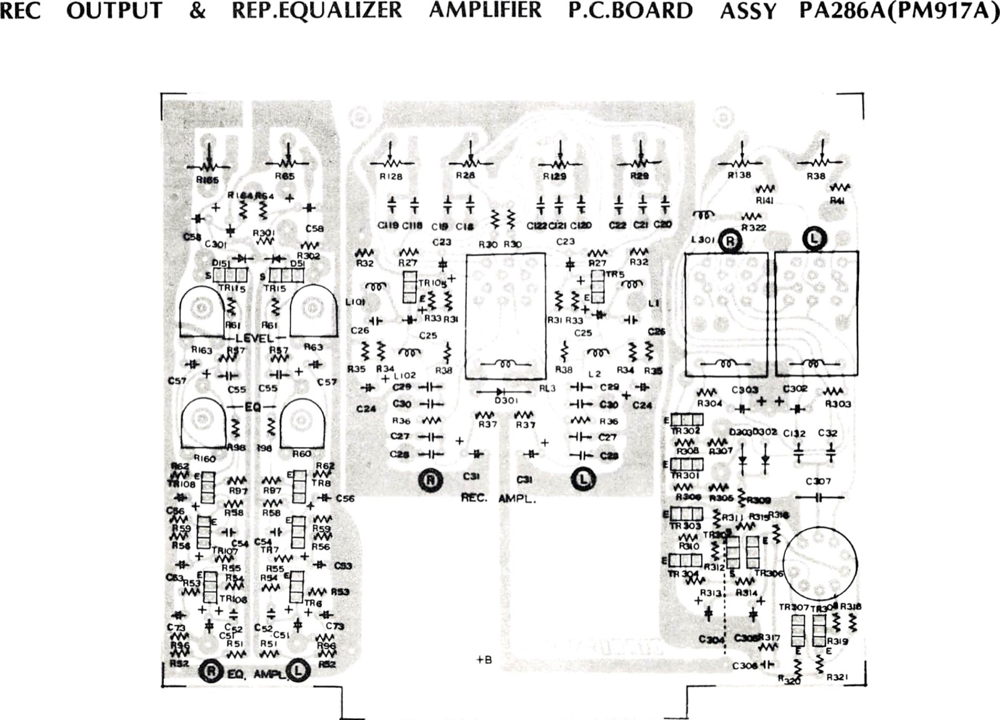 REC OUTPUT & REP.EQUALIZER AMPLIFIER P.C.BOARD ASSY PA286A(PM917A)
R165 R65 R128 R28 R129 R29 R138 R38
R164 R64 + + R141 R41
C119 C118 C19 C18 C122 C121 C120 C22 C21 C20
C58 C58 C301 R301 R302 C23 R30 R30 C23 L301 R322 R L
D151 D51 R32 R27 R27 R32
S S TR115 TR15 TR105 TR5 E E + +
L101 L1
R61 R61 R33 R31 R31 R33
C26 C25 C25 C26
LEVEL
R163 R57 R57 R63
R35 R34 R38 R38 R34 R35
C57 C55 C55 C57 L102 L2
C29 RL3 C29 C303 C302
D301
C24 C30 C30 C24 R304 R303
EQ
R36 R37 R37 R36 E TR302 D303 D302 C132 C32
R98 R98 C27 C27 R308 R307
R160 R60 C28 C28 E TR301
R62 R62 TR108 E E TR8 R C31 C31 L C307
R97 R97 REC. AMPL. R306 R305 R309
C56 C56 R58 R58
R59 R59 E TR303 R311 R315 R316
R56 C54 C54 R56 R310
TR107 TR7 E TR304 R312 S E TR306
R55 R55 C53 C53
R53 R54 R54 R53 R313 R314
TR106 TR6 TR307 R318
C73 C52 C52 C73 C51 C51 C304 R317 R319
R96 R51 R51 R96 E E
R52 R52 +B C306
R EQ. AMPL. L R320 R321